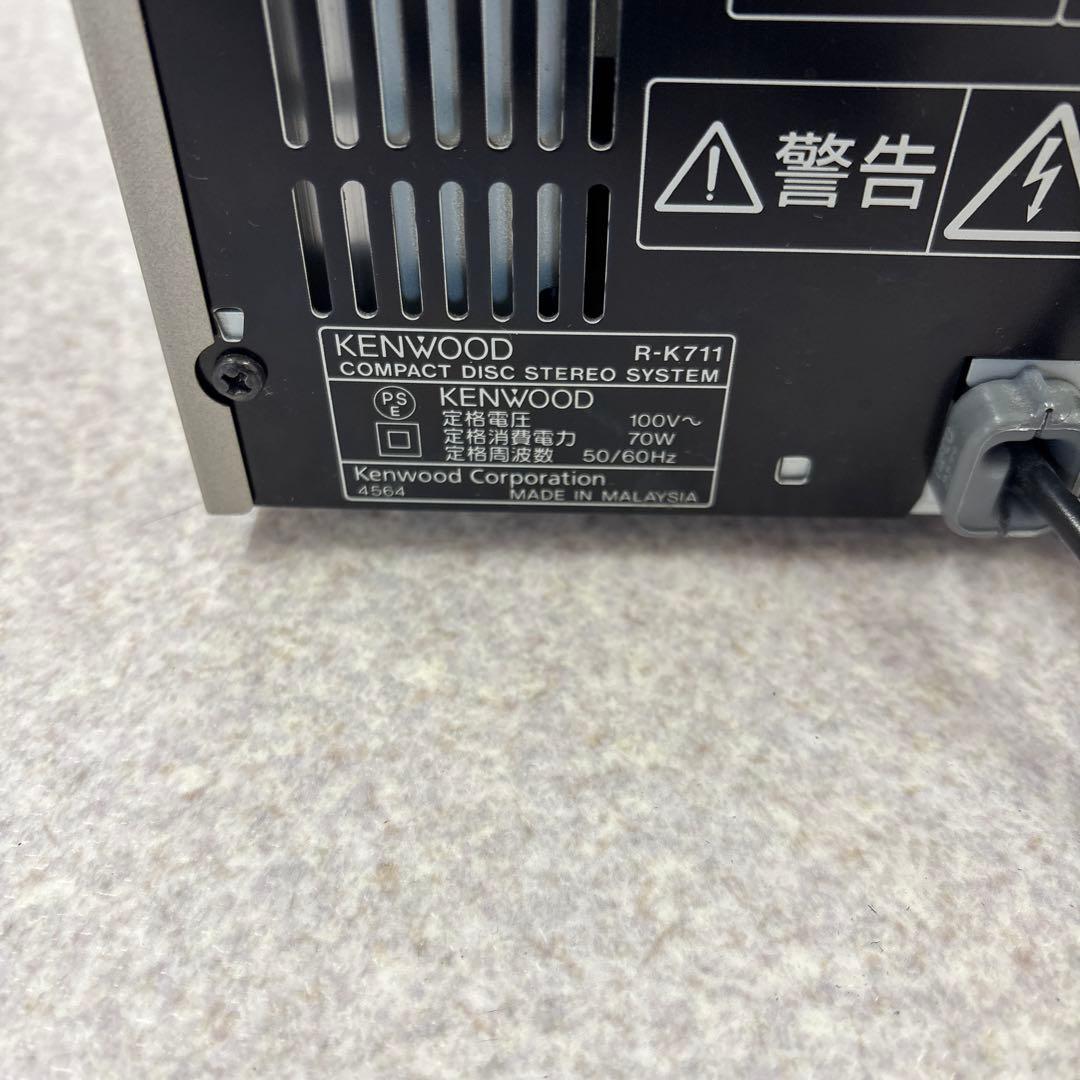 警告
KENWOOD R-K711
COMPACT DISC STEREO SYSTEM
PS
E
KENWOOD
定格電圧 100V～
定格消費電力 70W
定格周波数 50/60Hz
Kenwood Corporation
4564 MADE IN MALAYSIA